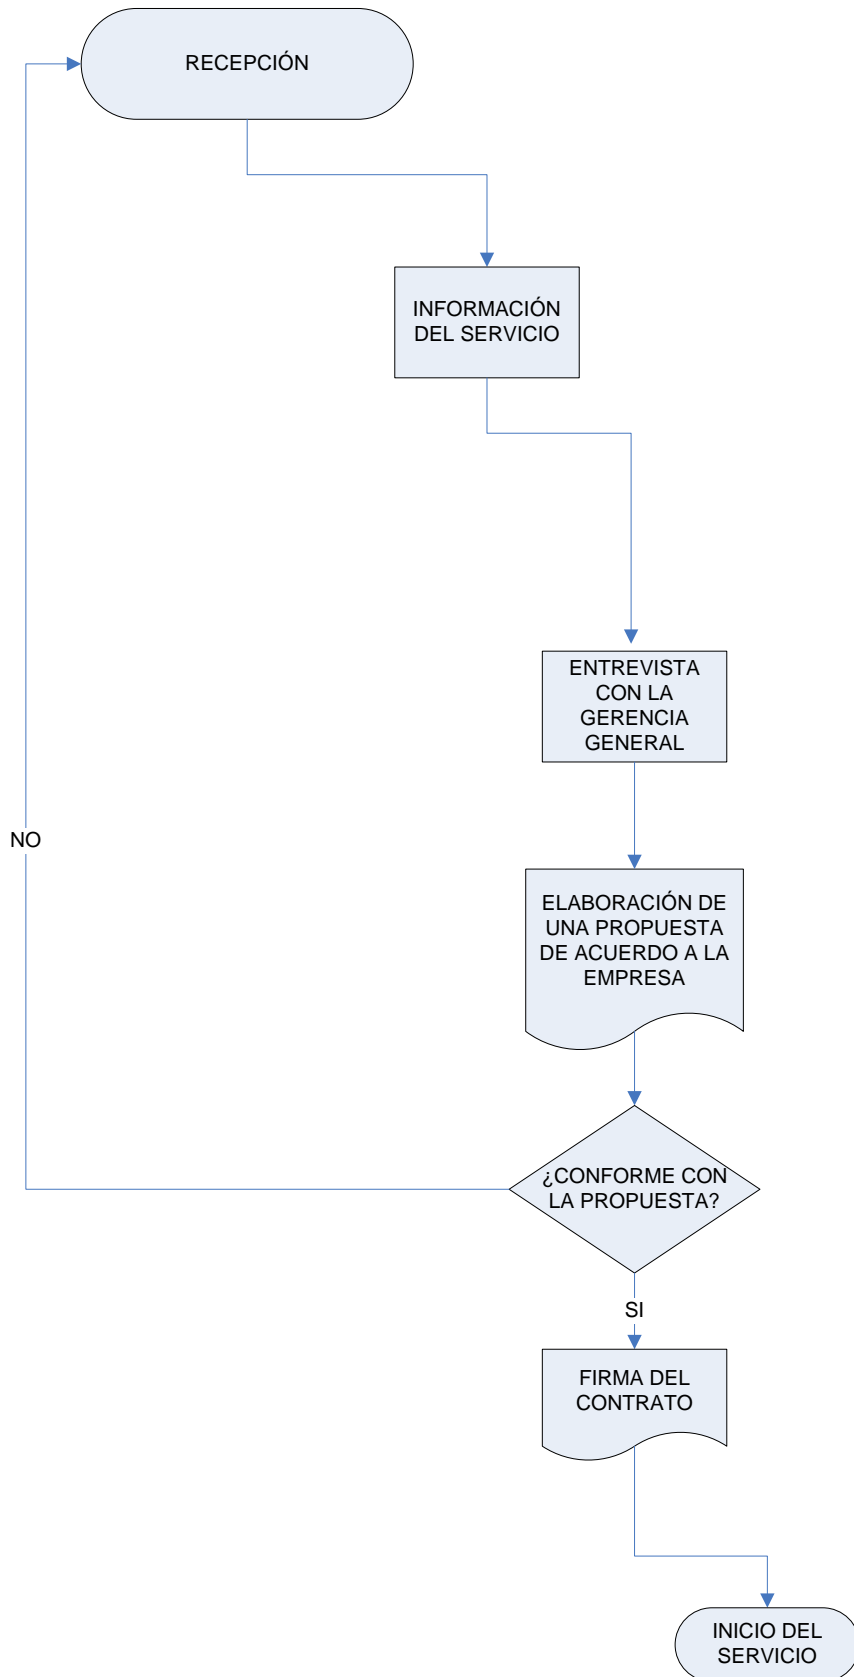 RECEPCIÓN
INFORMACIÓN
DEL SERVICIO
ENTREVISTA
CON LA
GERENCIA
GENERAL
NO
ELABORACIÓN DE
UNA PROPUESTA
DE ACUERDO A LA
EMPRESA
¿CONFORME CON
LA PROPUESTA?
SI
FIRMA DEL
CONTRATO
INICIO DEL
SERVICIO